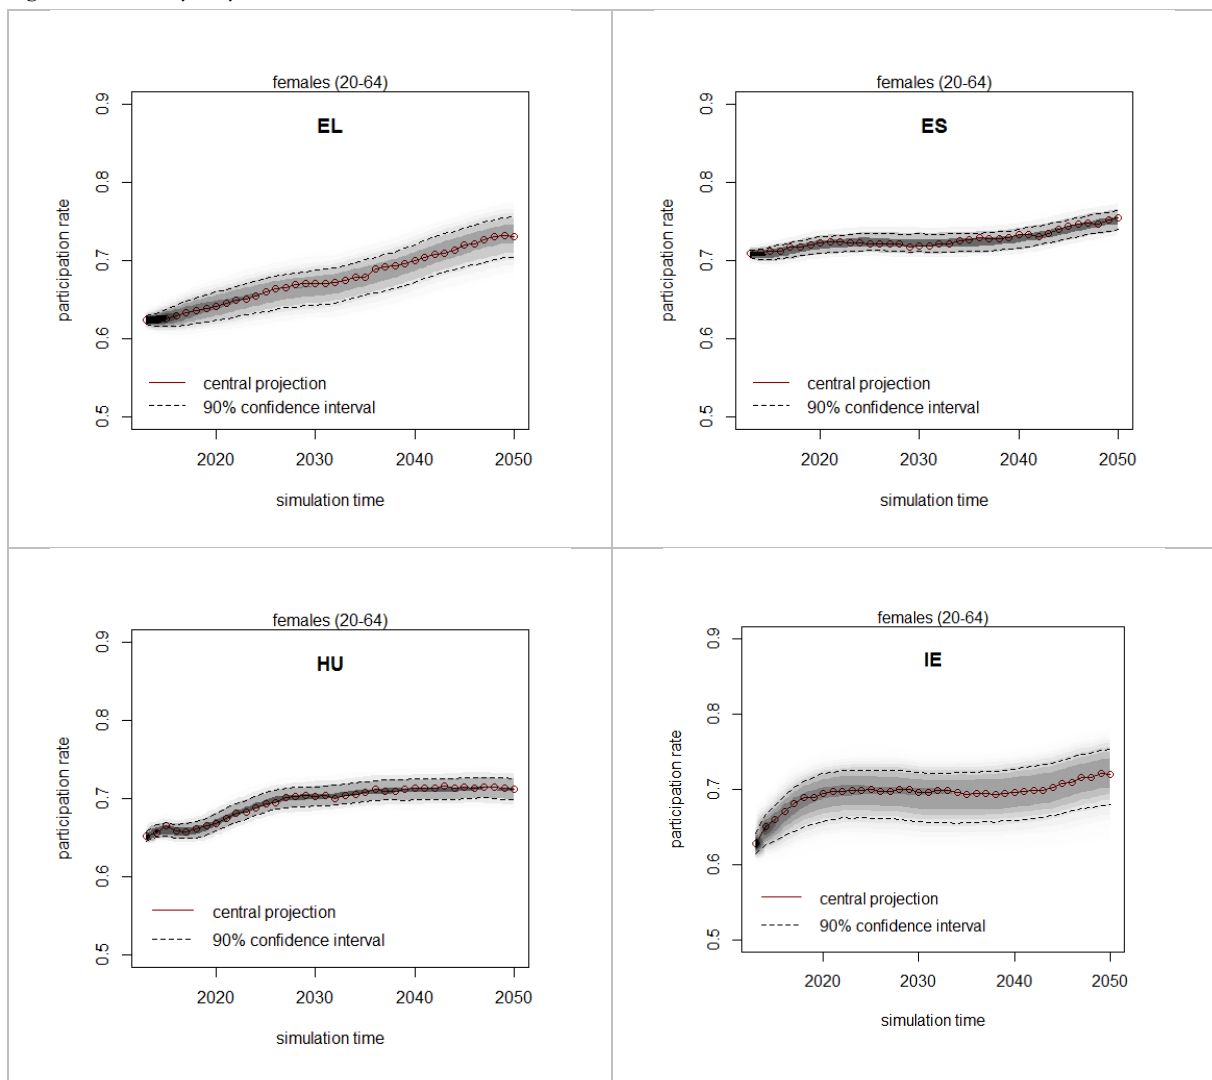 females (20-64)
EL
participation rate
0.9
0.8
0.7
0.6
0.5
central projection
90% confidence interval
2020 2030 2040 2050
simulation time
females (20-64)
ES
participation rate
0.9
0.8
0.7
0.6
0.5
central projection
90% confidence interval
2020 2030 2040 2050
simulation time
females (20-64)
HU
participation rate
0.9
0.8
0.7
0.6
0.5
central projection
90% confidence interval
2020 2030 2040 2050
simulation time
females (20-64)
IE
participation rate
0.9
0.8
0.7
0.6
0.5
central projection
90% confidence interval
2020 2030 2040 2050
simulation time